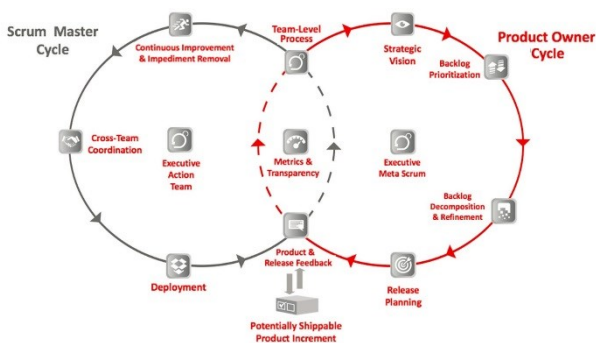 Scrum Master
Cycle
Continuous Improvement
& Impediment Removal
Team-Level
Process
Strategic
Vision
Product Owner
Cycle
Backlog
Prioritization
Cross-Team
Coordination
Executive
Action
Team
Metrics &
Transparency
Executive
Meta Scrum
Backlog
Decomposition
& Refinement
Deployment
Product &
Release Feedback
Release
Planning
Potentially Shippable
Product Increment